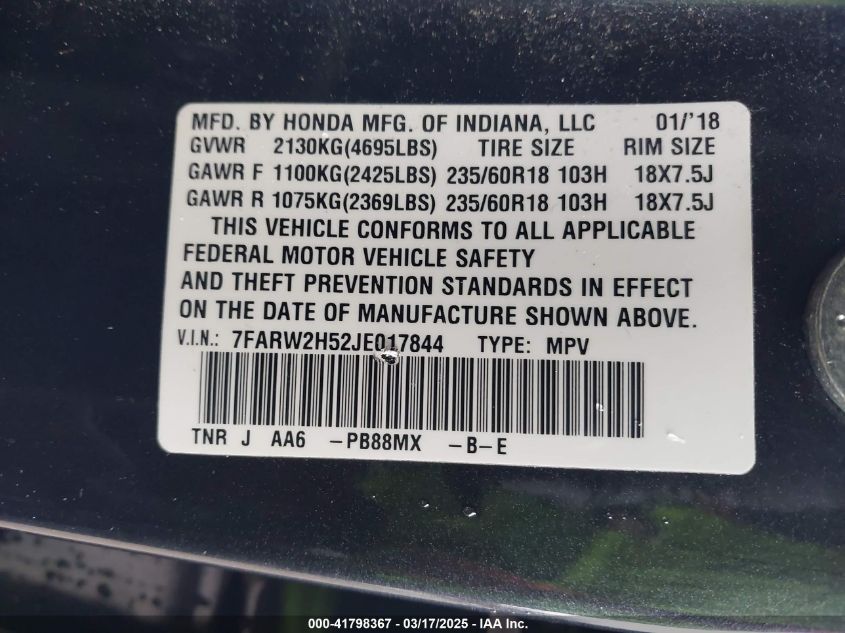 MFD. BY HONDA MFG. OF INDIANA, LLC 01/'18
GVWR 2130KG(4695LBS) TIRE SIZE RIM SIZE
GAWR F 1100KG(2425LBS) 235/60R18 103H 18X7.5J
GAWR R 1075KG(2369LBS) 235/60R18 103H 18X7.5J
THIS VEHICLE CONFORMS TO ALL APPLICABLE
FEDERAL MOTOR VEHICLE SAFETY
AND THEFT PREVENTION STANDARDS IN EFFECT
ON THE DATE OF MANUFACTURE SHOWN ABOVE.
V.I.N.: 7FARW2H52JE017844 TYPE: MPV
TNR J AA6 -PB88MX -B-E
000-41798367 | 03/17/2025 | IAA Inc.